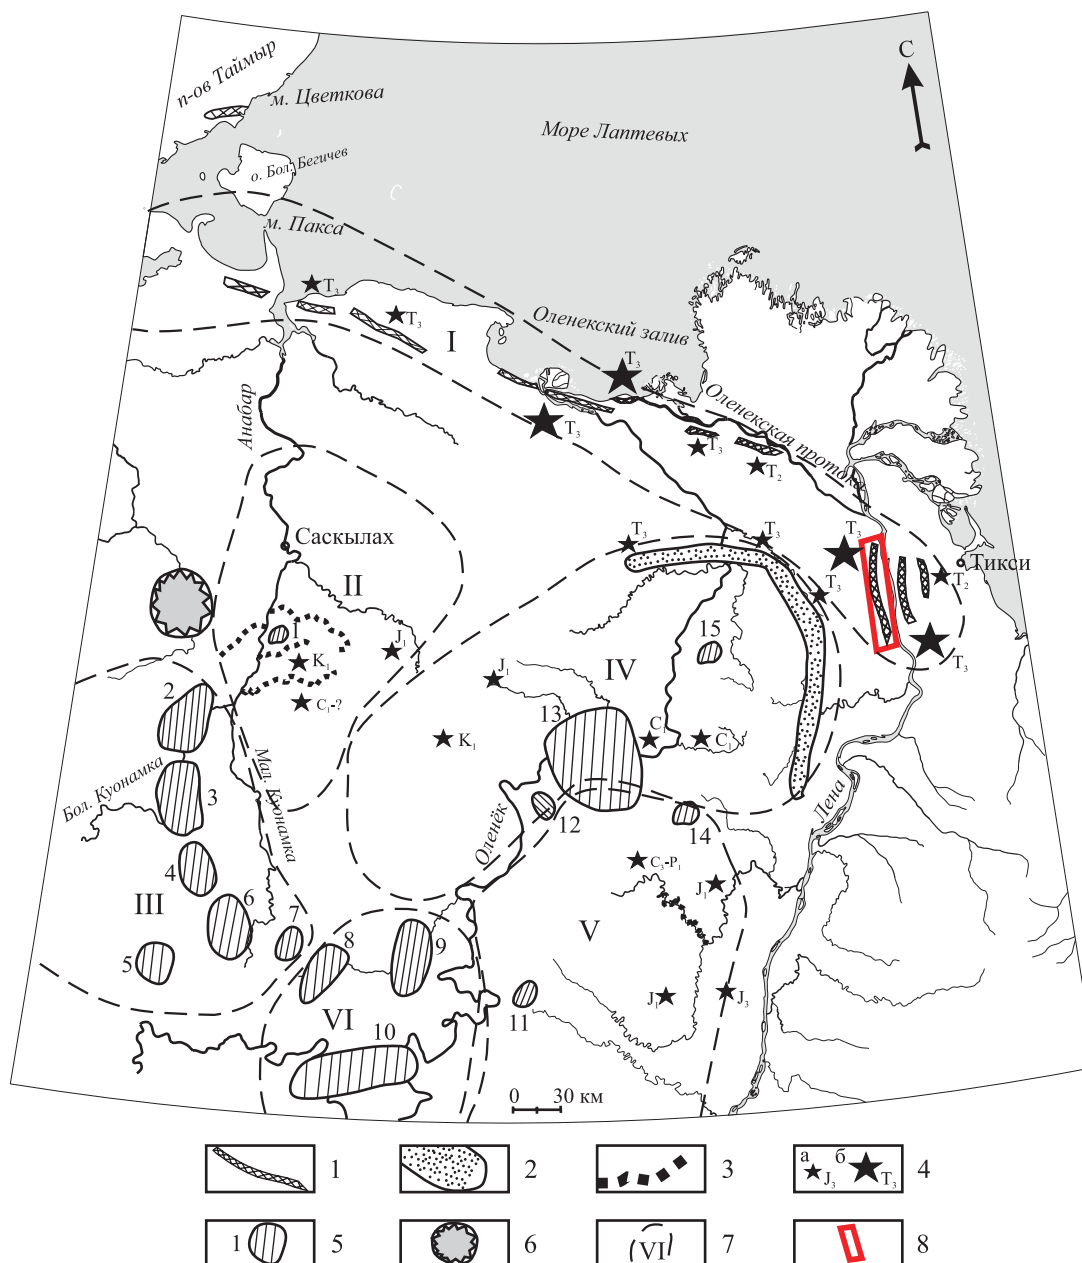 С
п-ов Таймыр
м. Цветкова
Море Лаптевых
о. Бол. Бегичев
м. Пакса
T₃
T₃
I
Оленекский залив
T₃
T₃
Оленекская протока
T₃
T₂
Анабар
Саскылах
T₃
T₃
T₃
T₃
T₂
Тикси
T₃
II
1
K₁
J₁
C₁-?
15
IV
J₁
2
13
K₁
C₁
C₁
Бол. Куонамка
3
Мал. Куонамка
Оленёк
12
14
Лена
4
C₃-P₁
J₁
III
6
7
8
9
V
5
11
J₁
J₃
VI
10
0 30 км
1
2
3
а J₃ б T₃ 4
1 5
6
VI 7
8